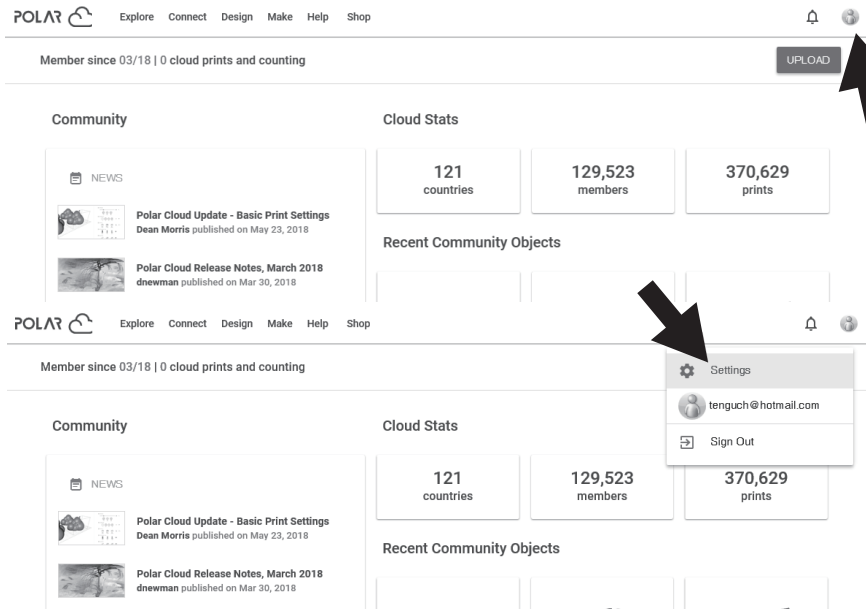 POLAR Explore Connect Design Make Help Shop
Member since 03/18 | 0 cloud prints and counting UPLOAD
Community
NEWS
Polar Cloud Update - Basic Print Settings
Dean Morris published on May 23, 2018
Polar Cloud Release Notes, March 2018
dnewman published on Mar 30, 2018
Cloud Stats
121
countries
129,523
members
370,629
prints
Recent Community Objects
POLAR Explore Connect Design Make Help Shop
Member since 03/18 | 0 cloud prints and counting
Settings
tenguch@hotmail.com
Sign Out
Community
NEWS
Polar Cloud Update - Basic Print Settings
Dean Morris published on May 23, 2018
Polar Cloud Release Notes, March 2018
dnewman published on Mar 30, 2018
Cloud Stats
121
countries
129,523
members
370,629
prints
Recent Community Objects